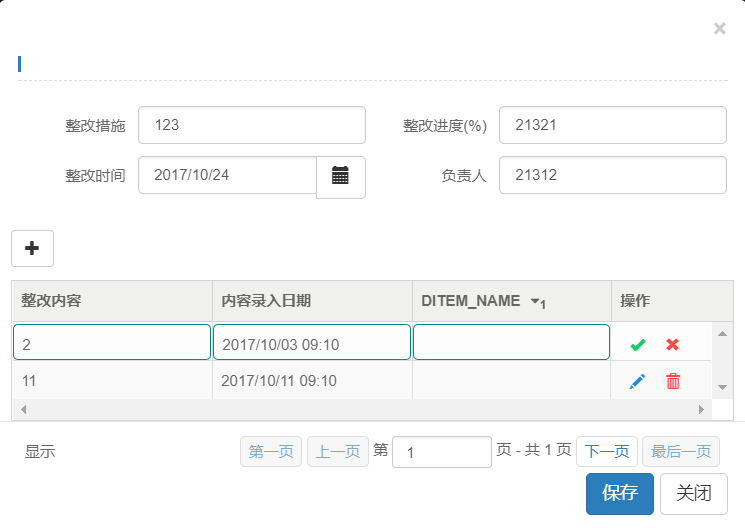 ×
整改措施 123 整改进度(%) 21321
整改时间 2017/10/24 负责人 21312
整改内容 内容录入日期 DITEM_NAME 1 操作
2 2017/10/03 09:10
11 2017/10/11 09:10
显示 第一页 上一页 第 1 页 - 共 1 页 下一页 最后一页
保存 关闭